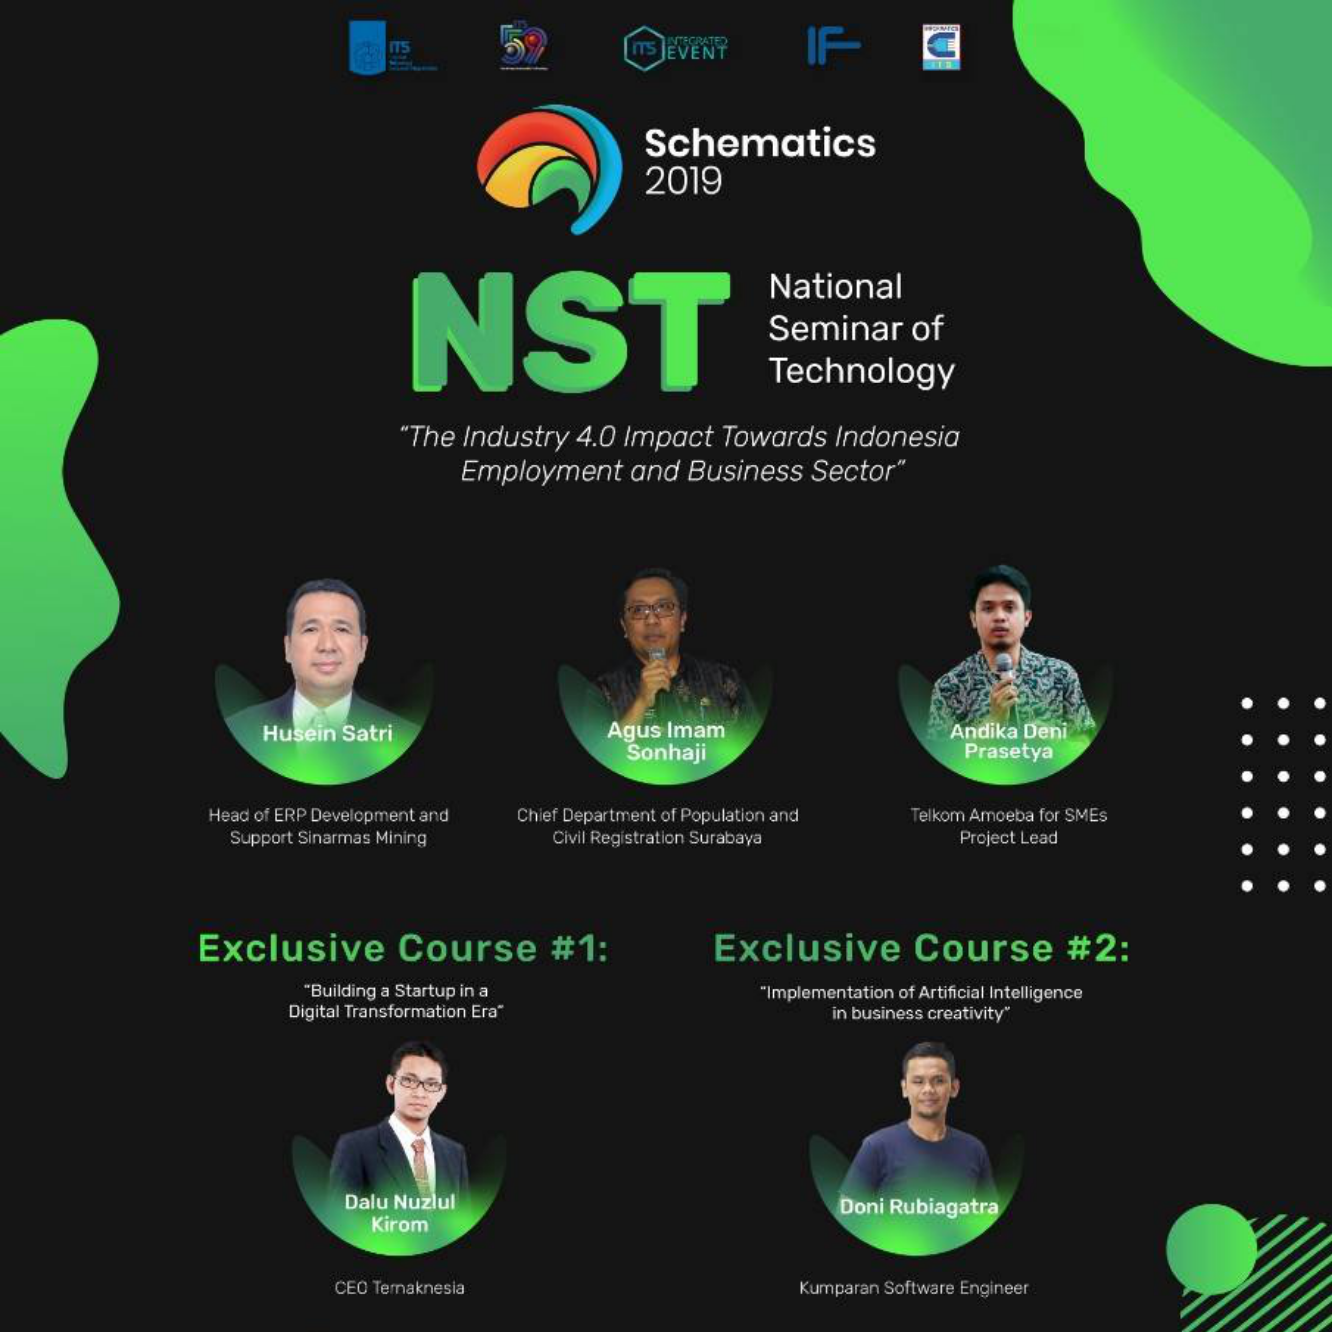 ITS
ITS
59
ITS INTEGRATED
EVENT
IF
ITS
Schematics
2019
NST
National
Seminar of
Technology
“The Industry 4.0 Impact Towards Indonesia
Employment and Business Sector”
Husein Satri
Agus Imam
Sonhaji
Andika Deni
Prasetya
Head of ERP Development and
Support Sinarmas Mining
Chief Department of Population and
Civil Registration Surabaya
Telkom Amoeba for SMEs
Project Lead
Exclusive Course #1:
“Building a Startup in a
Digital Transformation Era”
Dalu Nuzlul
Kirom
CEO Ternaknesia
Exclusive Course #2:
“Implementation of Artificial Intelligence
in business creativity”
Doni Rubiagatra
Kumparan Software Engineer